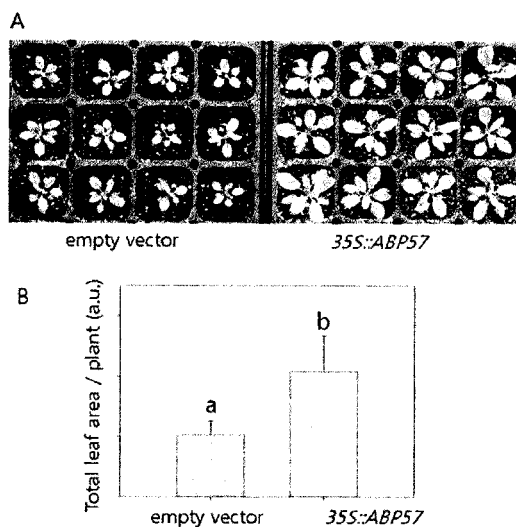 A
empty vector 35S::ABP57
B
Total leaf area / plant (a.u.)
a
b
empty vector 35S::ABP57